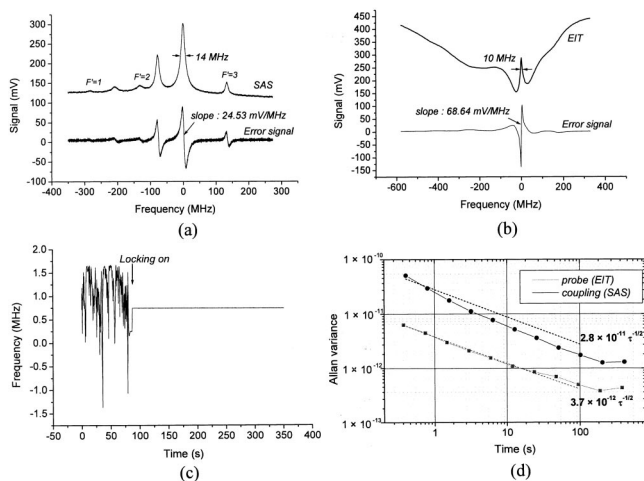 350
300
250
200
150
100
50
0
-50
-100
Signal (mV)
F'=1
F'=2
F'=3
14 MHz
SAS
slope : 24.53 mV/MHz
Error signal
-400 -300 -200 -100 0 100 200 300 400
Frequency (MHz)
(a)
450
400
350
300
250
200
150
100
50
0
-50
-100
-150
Signal (mV)
EIT
10 MHz
slope : 68.64 mV/MHz
Error signal
-600 -400 -200 0 200 400
Frequency (MHz)
(b)
2.0
1.5
1.0
0.5
0.0
-0.5
-1.0
-1.5
Frequency (MHz)
Locking on
-50 0 50 100 150 200 250 300 350
Time (s)
(c)
1 × 10⁻¹⁰
1 × 10⁻¹¹
1 × 10⁻¹²
1 × 10⁻¹³
Allan variance
probe (EIT)
coupling (SAS)
2.8 × 10⁻¹¹ τ⁻¹/²
3.7 × 10⁻¹² τ⁻¹/²
1 10 100
Time (s)
(d)